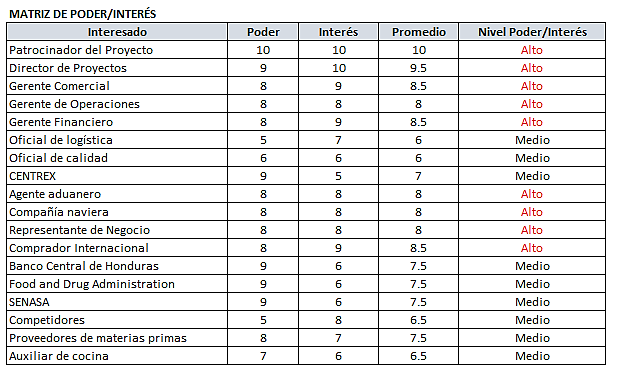 MATRIZ DE PODER/INTERÉS
Interesado Poder Interés Promedio Nivel Poder/Interés
Patrocinador del Proyecto 10 10 10 Alto
Director de Proyectos 9 10 9.5 Alto
Gerente Comercial 8 9 8.5 Alto
Gerente de Operaciones 8 8 8 Alto
Gerente Financiero 8 9 8.5 Alto
Oficial de logística 5 7 6 Medio
Oficial de calidad 6 6 6 Medio
CENTREX 9 5 7 Medio
Agente aduanero 8 8 8 Alto
Compañía naviera 8 8 8 Alto
Representante de Negocio 8 8 8 Alto
Comprador Internacional 8 9 8.5 Alto
Banco Central de Honduras 9 6 7.5 Medio
Food and Drug Administration 9 6 7.5 Medio
SENASA 9 6 7.5 Medio
Competidores 5 8 6.5 Medio
Proveedores de materias primas 8 7 7.5 Medio
Auxiliar de cocina 7 6 6.5 Medio